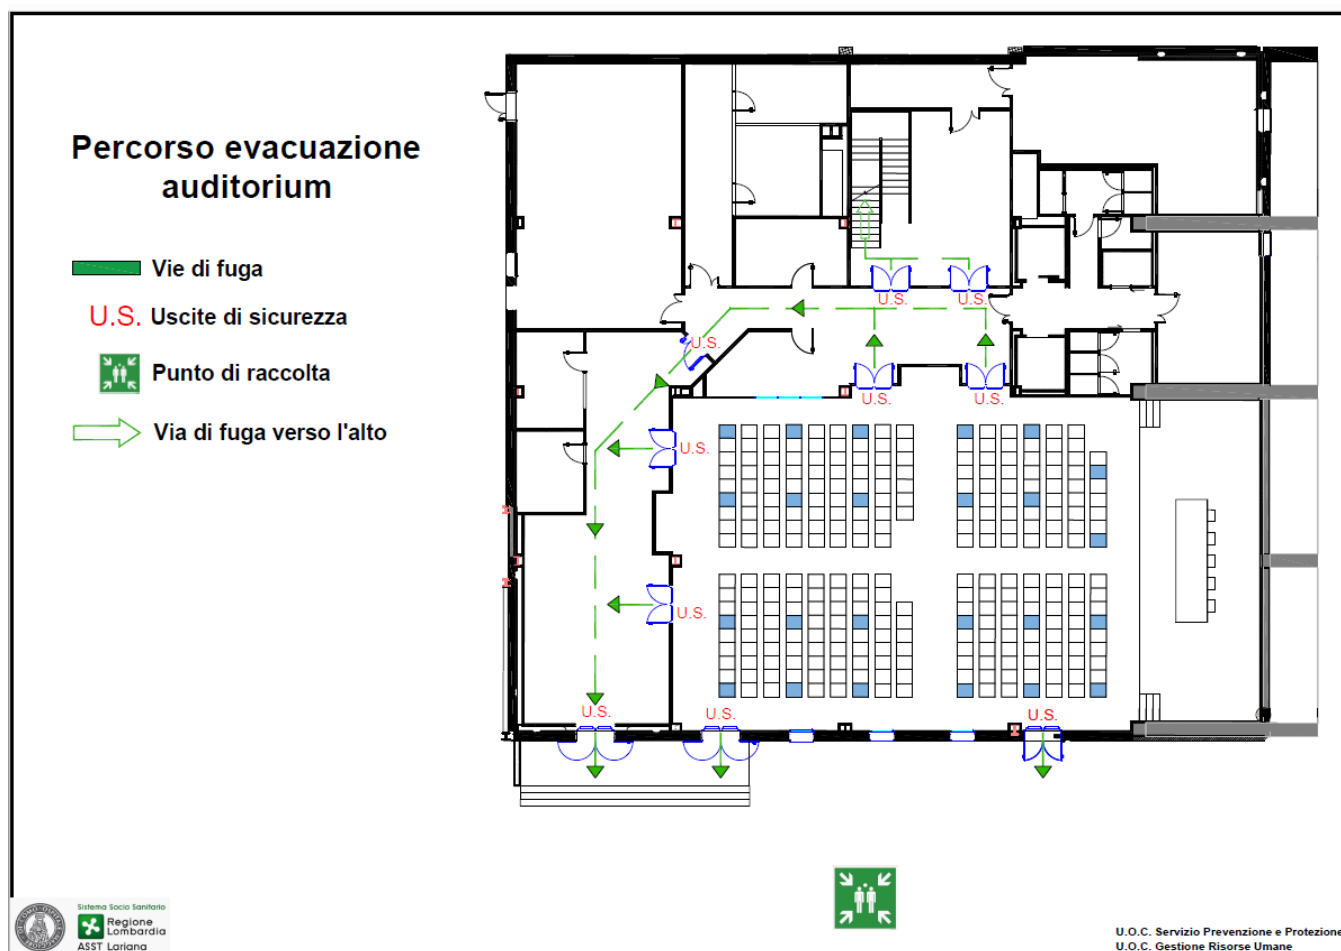 Percorso evacuazione
auditorium
Vie di fuga
U.S. Uscite di sicurezza
Punto di raccolta
Via di fuga verso l'alto
U.S.
U.S.
U.S.
U.S.
U.S.
U.S.
U.S.
U.S.
U.S.
U.S.
Sistema Socio Sanitario
Regione
Lombardia
ASST Lariana
U.O.C. Servizio Prevenzione e Protezione
U.O.C. Gestione Risorse Umane